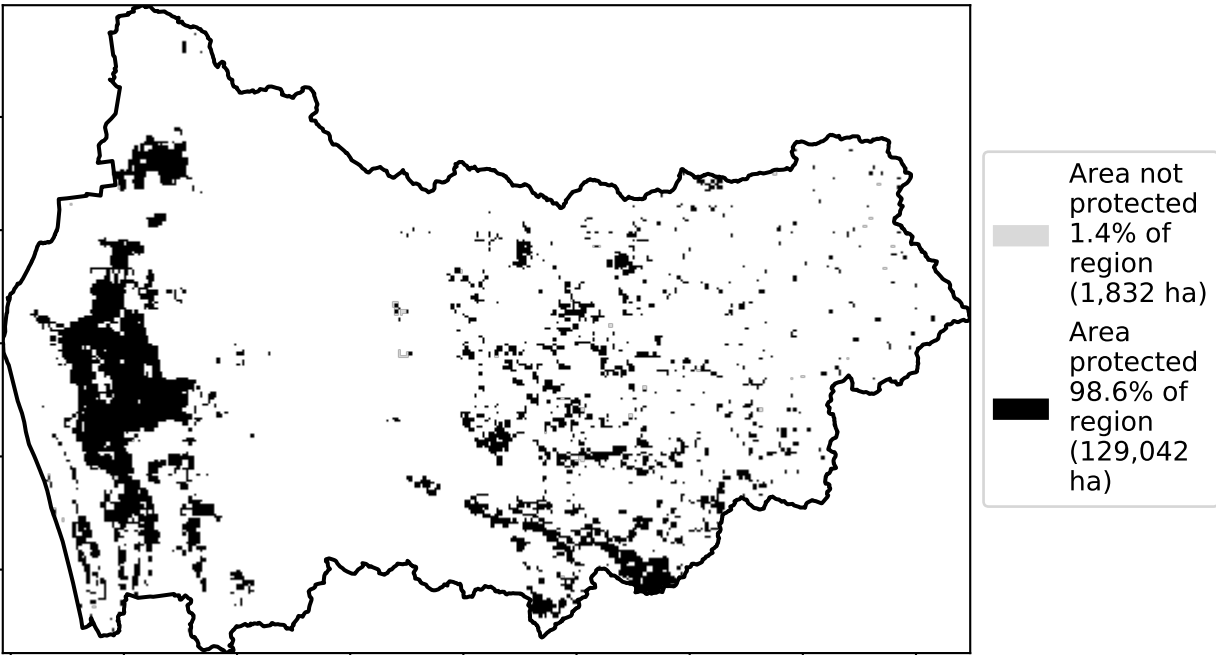 Area not
protected
1.4% of
region
(1,832 ha)
Area
protected
98.6% of
region
(129,042
ha)